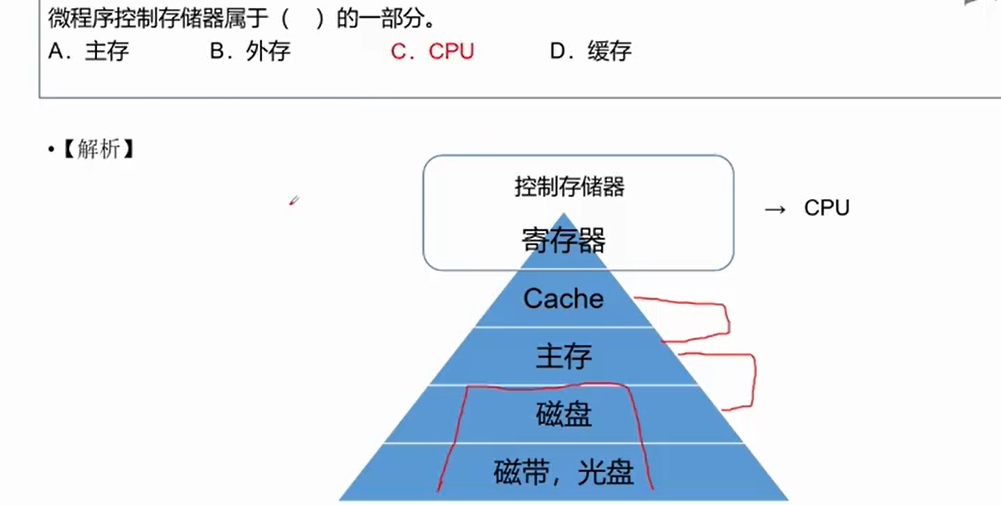 微程序控制存储器属于（ ）的一部分。
A．主存 B．外存 C．CPU D．缓存
•【解析】
控制存储器
寄存器
→ CPU
Cache
主存
磁盘
磁带，光盘